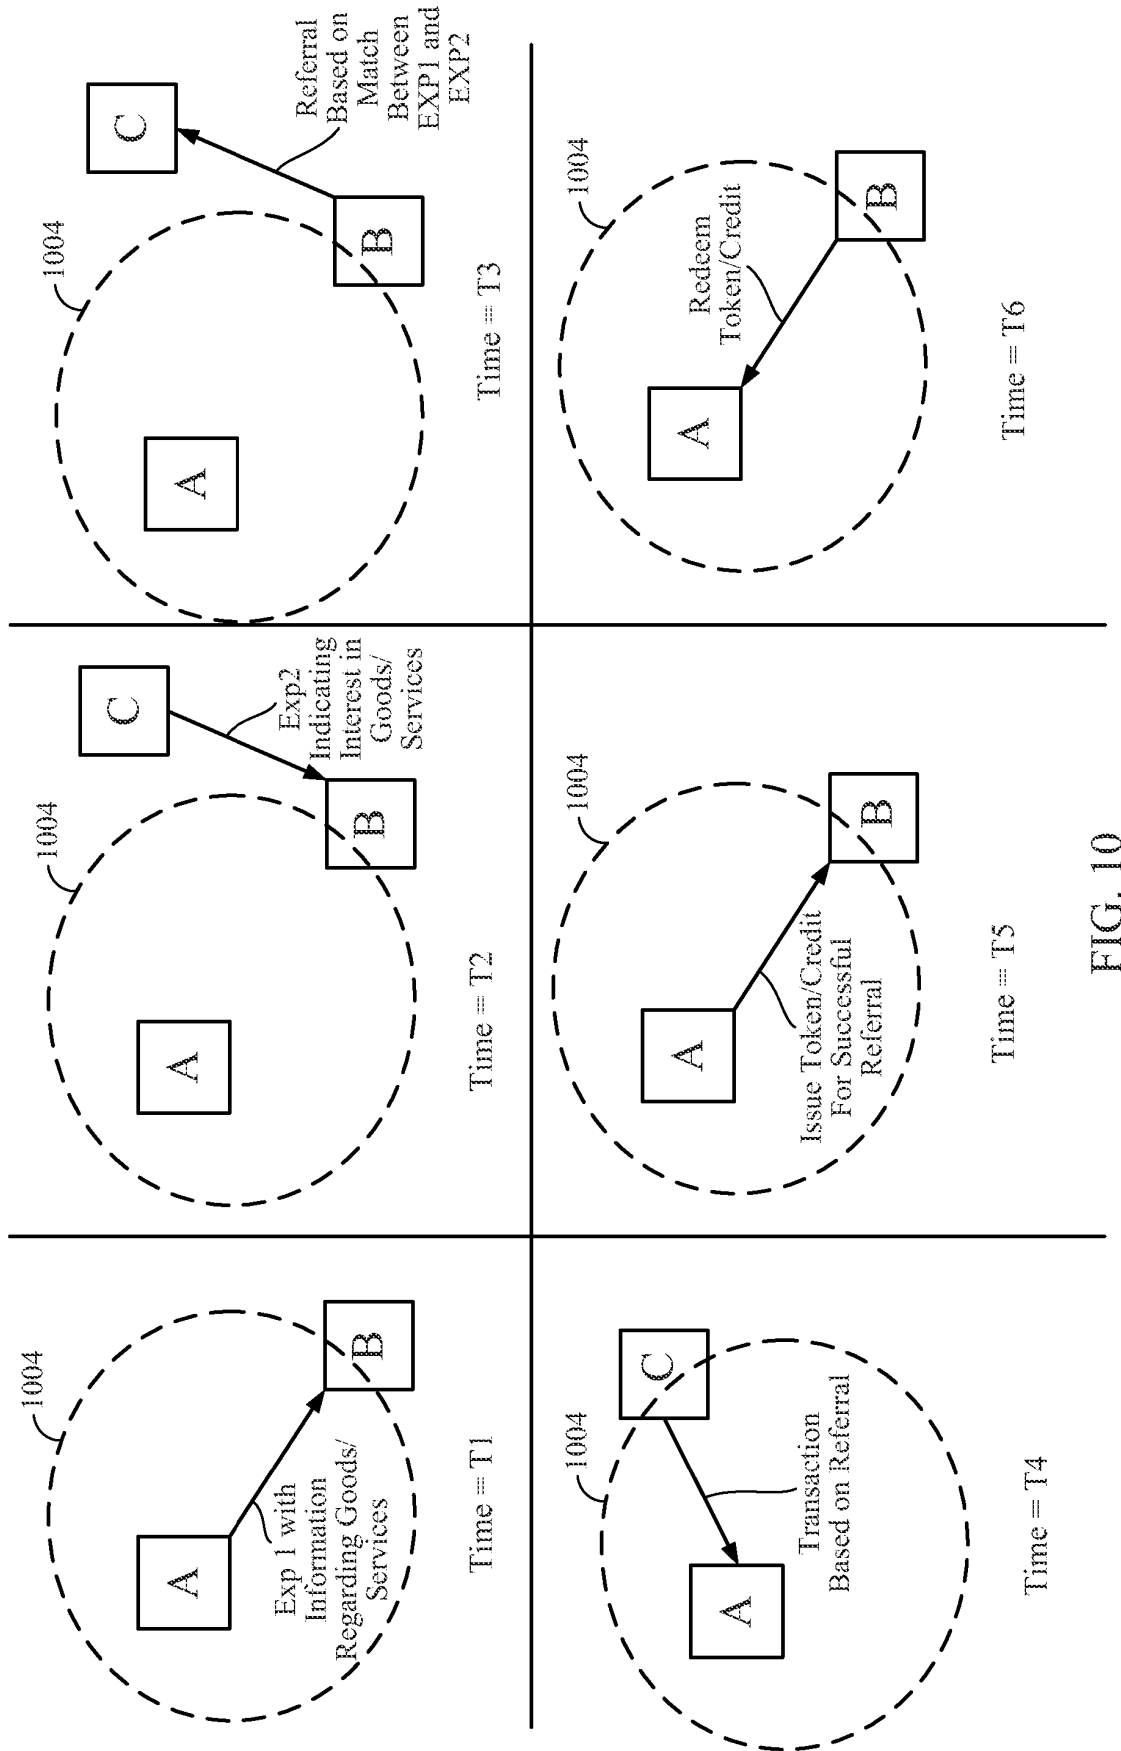 1004
A
B
Exp 1 with
Information
Regarding Goods/
Services
Time = T1
1004
A
B
C
Exp2
Indicating
Interest in
Goods/
Services
Time = T2
1004
A
B
C
Referral
Based on
Match
Between
EXP1 and
EXP2
Time = T3
1004
A
C
Transaction
Based on Referral
Time = T4
1004
A
B
Issue Token/Credit
For Successful
Referral
Time = T5
1004
A
B
Redeem
Token/Credit
Time = T6
FIG. 10